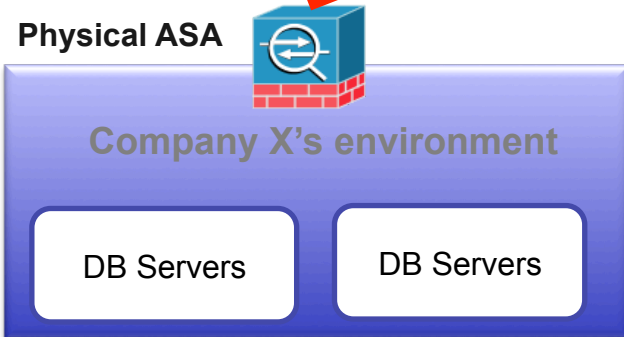 Physical ASA
Company X’s environment
DB Servers
DB Servers